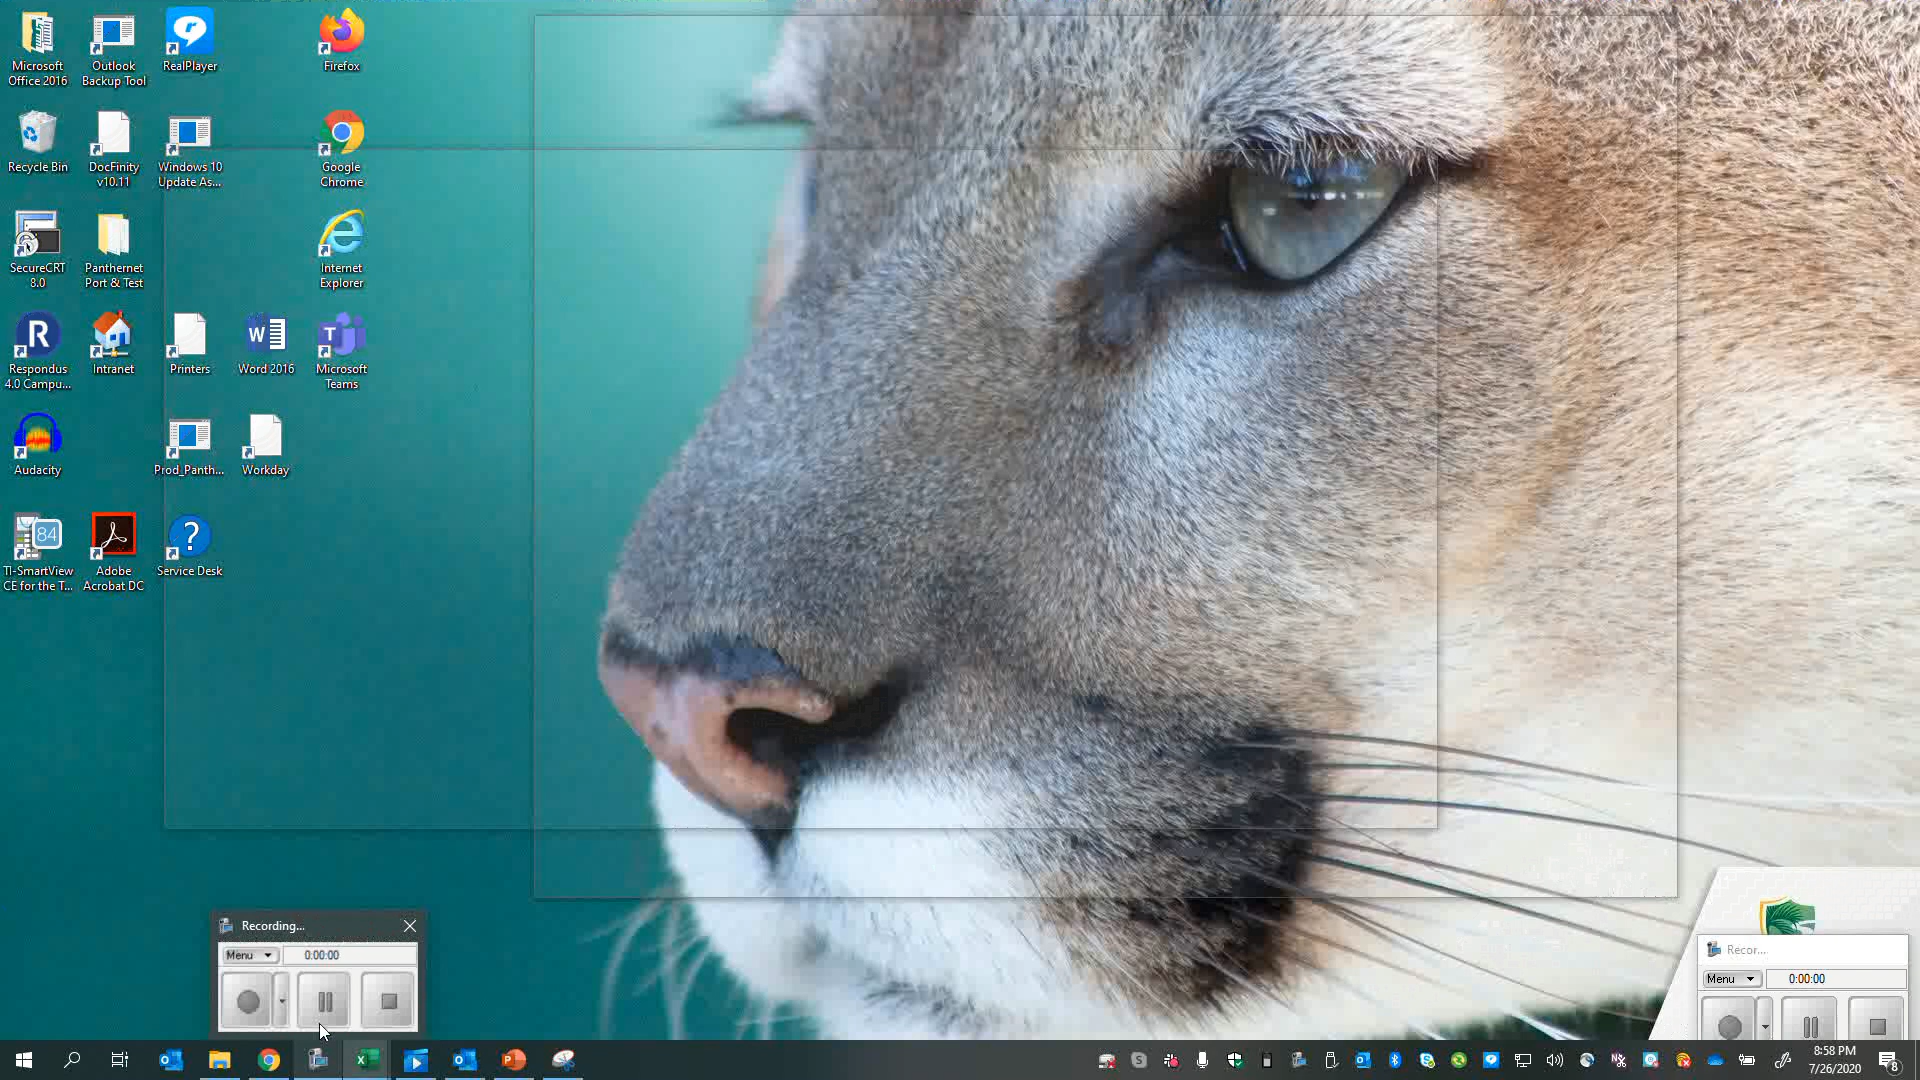 Microsoft
Office 2016
Outlook
Backup Tool
RealPlayer
Firefox
Recycle Bin
DocFinity
v10.11
Windows 10
Update As...
Google
Chrome
SecureCRT
8.0
Panthernet
Port & Test
Internet
Explorer
Respondus
4.0 Campu...
Intranet
Printers
W
Word 2016
T
Microsoft
Teams
R
Audacity
Prod_Panth...
Workday
84
TI-SmartView
CE for the T...
Adobe
Acrobat DC
?
Service Desk
Recording...
Menu
0:00:00
Recor...
Menu
0:00:00
8:58 PM
7/26/2020
8